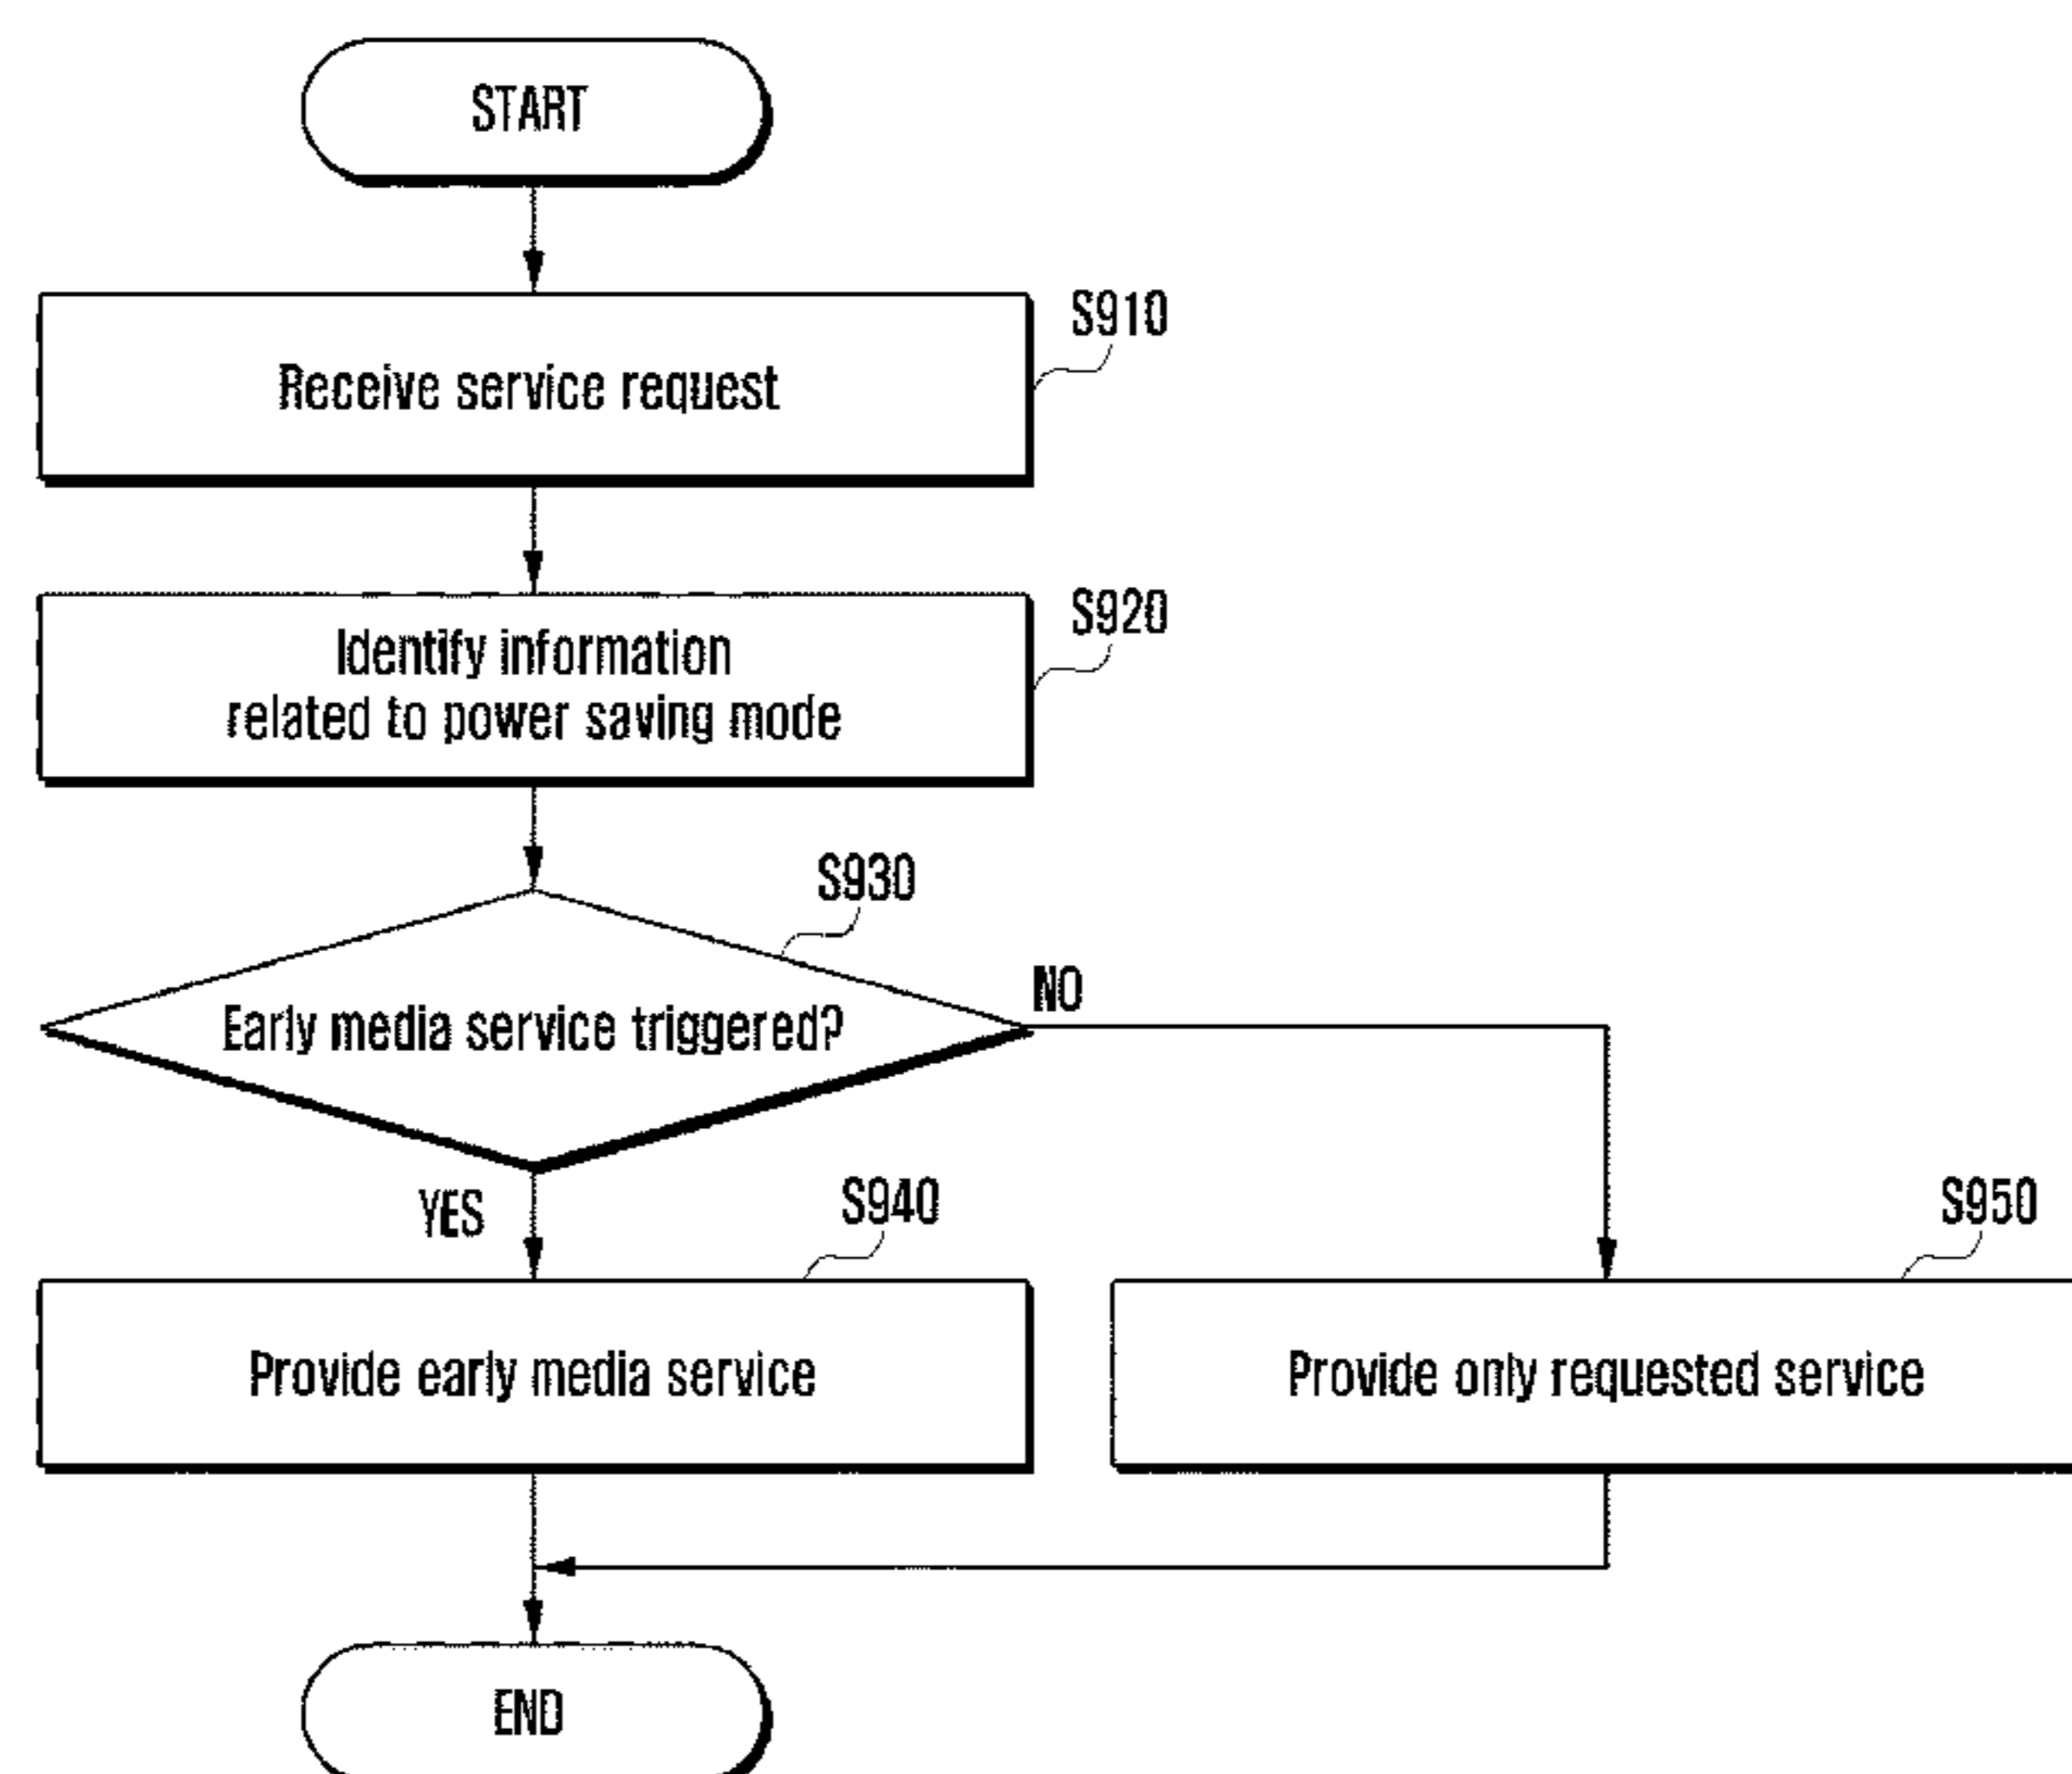 START
S910
Receive service request
S920
Identify information
related to power saving mode
S930
Early media service triggered?
NO
YES
S940
S950
Provide early media service
Provide only requested service
END